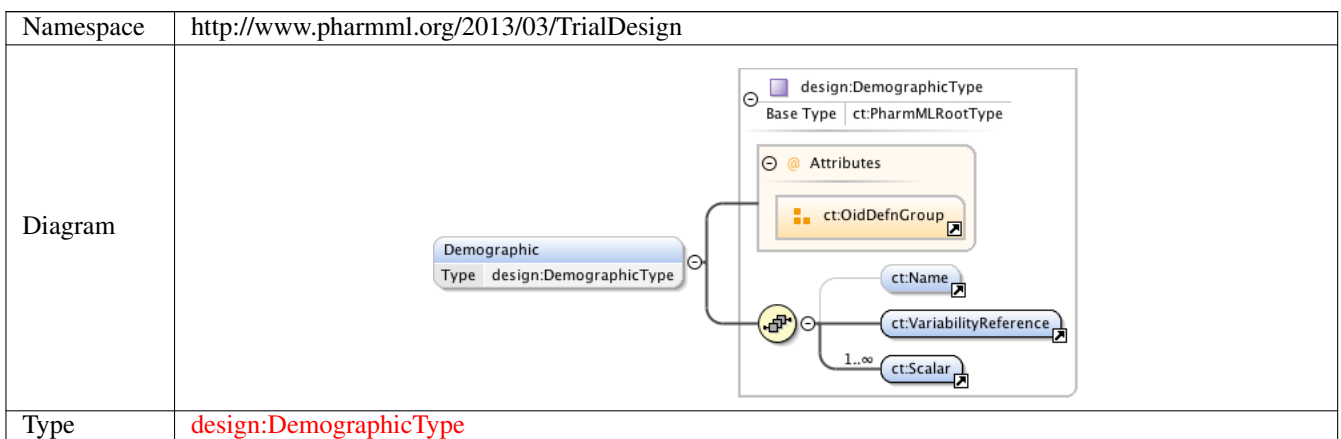 Namespace http://www.pharmml.org/2013/03/TrialDesign
Diagram
design:DemographicType
Base Type ct:PharmMLRootType
@ Attributes
ct:OidDefnGroup
Demographic
Type design:DemographicType
ct:Name
ct:VariabilityReference
1..∞
ct:Scalar
Type design:DemographicType